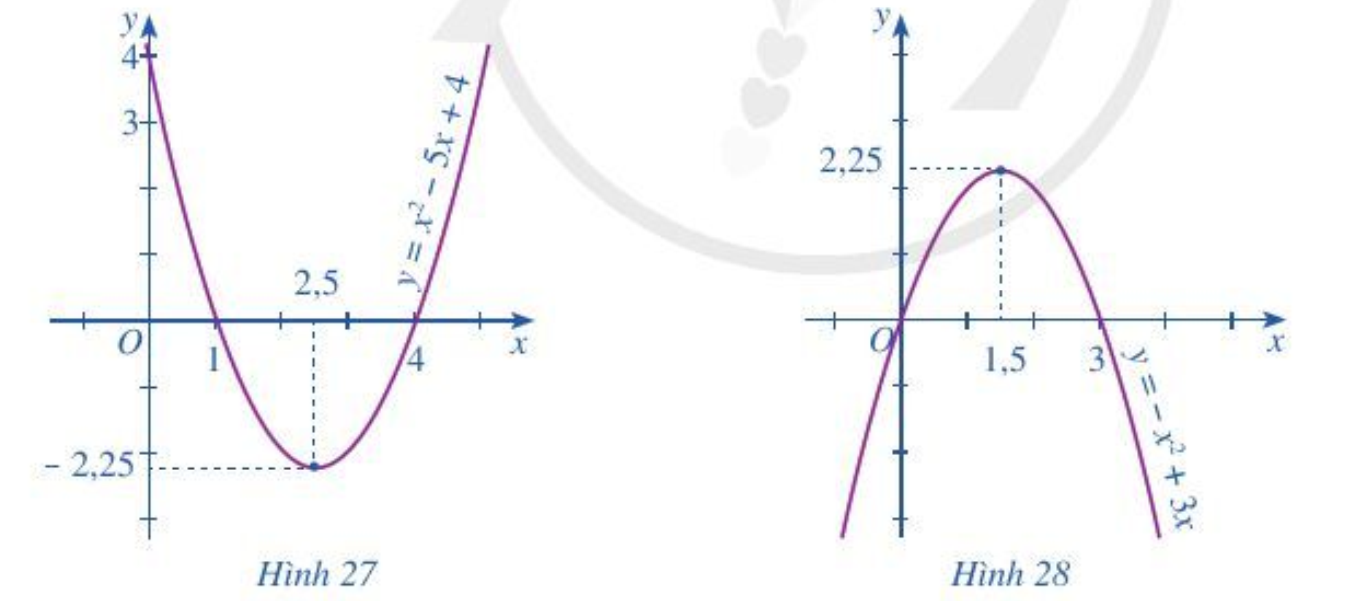 y
4
3
y = x² – 5x + 4
2,5
O
1
4
x
– 2,25
Hình 27
y
2,25
O
1,5
3
x
y = – x² + 3x
Hình 28